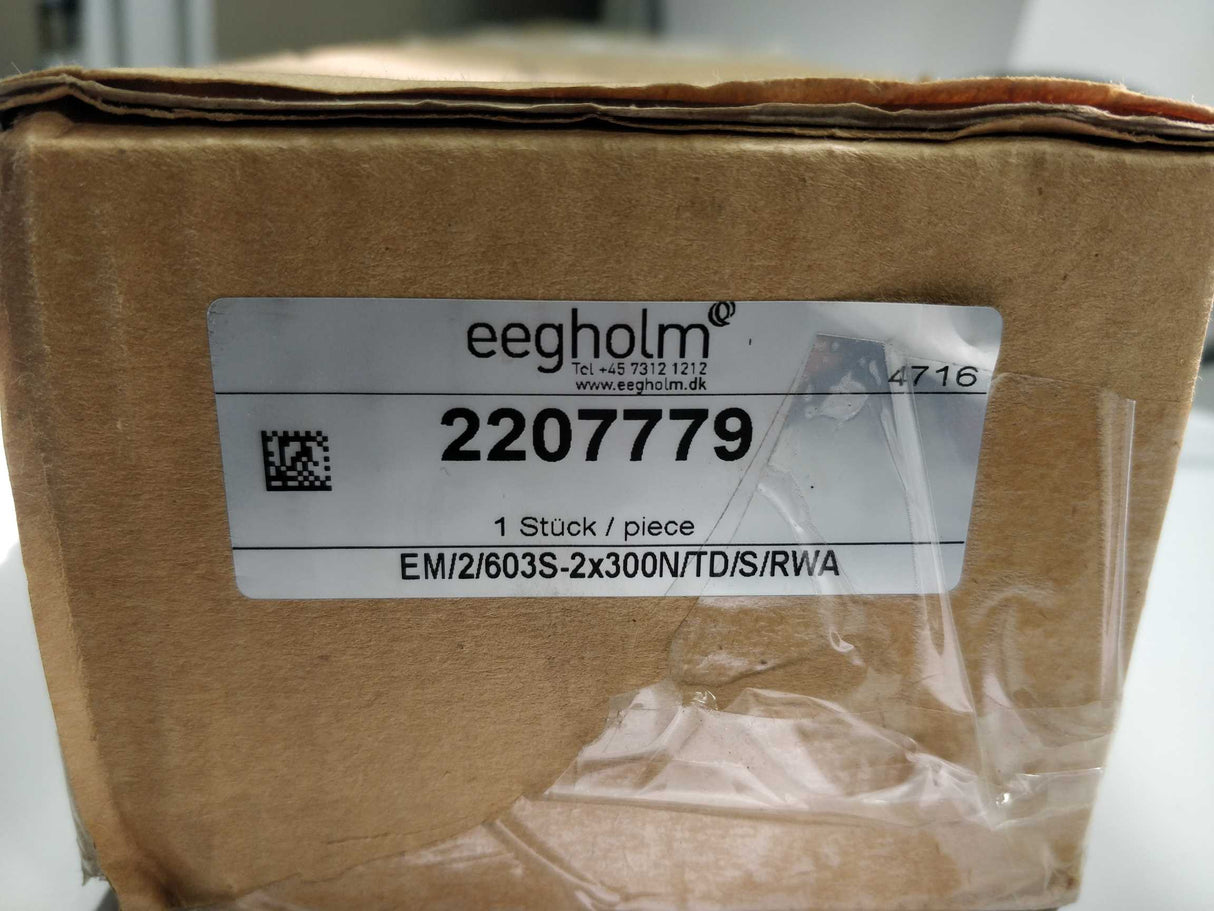 eegholm
Tel +45 7312 1212
www.eegholm.dk
4716
2207779
1 Stück / piece
EM/2/603S-2x300N/TD/S/RWA